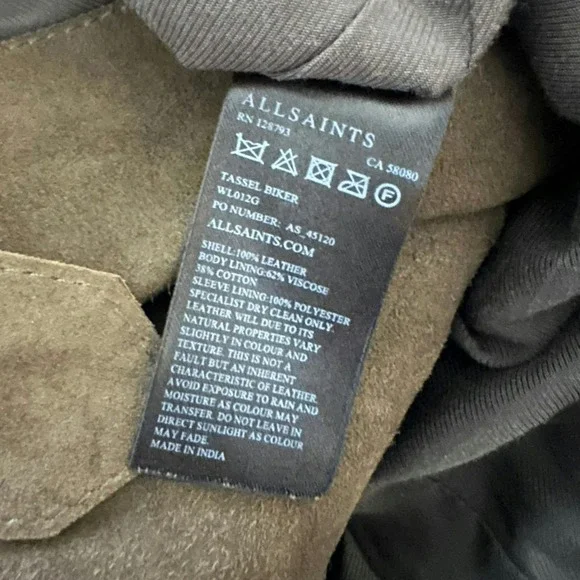 ALLSAINTS
RN 128793
CA 58080
F
TASSEL BIKER
WL012G
PO NUMBER: AS_45120
ALLSAINTS.COM
SHELL:100% LEATHER
BODY LINING:62% VISCOSE
38% COTTON
SLEEVE LINING:100% POLYESTER
SPECIALIST DRY CLEAN ONLY.
LEATHER WILL DUE TO ITS
NATURAL PROPERTIES VARY
SLIGHTLY IN COLOUR AND
TEXTURE. THIS IS NOT A
FAULT BUT AN INHERENT
CHARACTERISTIC OF LEATHER.
AVOID EXPOSURE TO RAIN AND
MOISTURE AS COLOUR MAY
TRANSFER. DO NOT LEAVE IN
DIRECT SUNLIGHT AS COLOUR
MAY FADE.
MADE IN INDIA